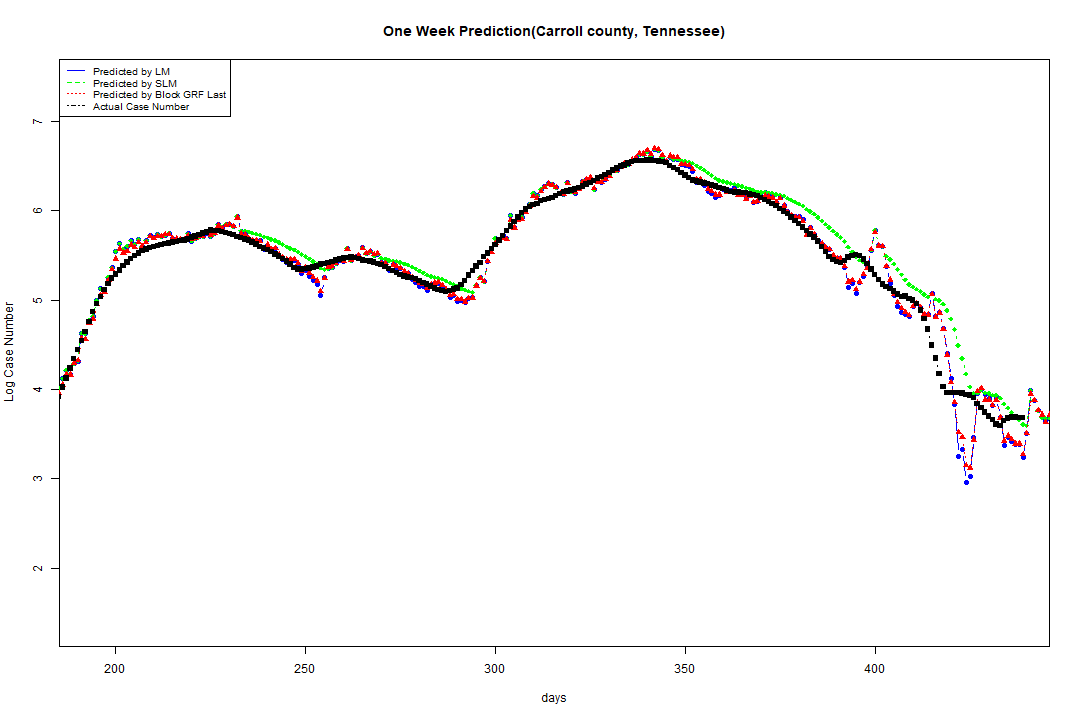 One Week Prediction(Carroll county, Tennessee)
Predicted by LM
Predicted by SLM
Predicted by Block GRF Last
Actual Case Number
7
6
5
4
3
2
Log Case Number
200 250 300 350 400
days